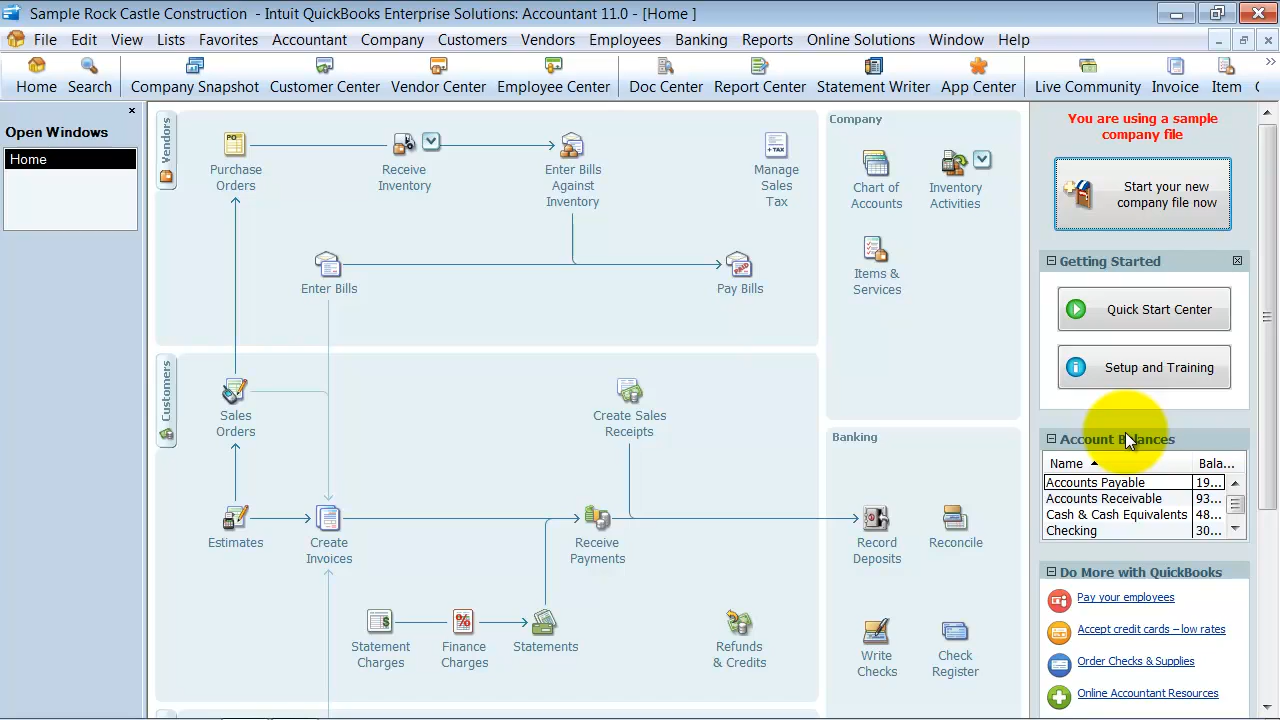 Sample Rock Castle Construction - Intuit QuickBooks Enterprise Solutions: Accountant 11.0 - [Home ]
File Edit View Lists Favorites Accountant Company Customers Vendors Employees Banking Reports Online Solutions Window Help
Home Search Company Snapshot Customer Center Vendor Center Employee Center Doc Center Report Center Statement Writer App Center Live Community Invoice Item
Open Windows
Home
Vendors
PO
Purchase
Orders
Receive
Inventory
Enter Bills
Against
Inventory
+ TAX
Manage
Sales
Tax
Enter Bills
PAID
Pay Bills
Customers
Sales
Orders
Create Sales
Receipts
Estimates
Create
Invoices
Receive
Payments
Statement
Charges
Finance
Charges
Statements
Refunds
& Credits
Company
Chart of
Accounts
Inventory
Activities
Items &
Services
Banking
Record
Deposits
Reconcile
Write
Checks
Check
Register
You are using a sample
company file
Start your new
company file now
Getting Started
Quick Start Center
Setup and Training
Account Balances
Name Bala...
Accounts Payable 19...
Accounts Receivable 93...
Cash & Cash Equivalents 48...
Checking 30...
Do More with QuickBooks
Pay your employees
Accept credit cards – low rates
Order Checks & Supplies
Online Accountant Resources